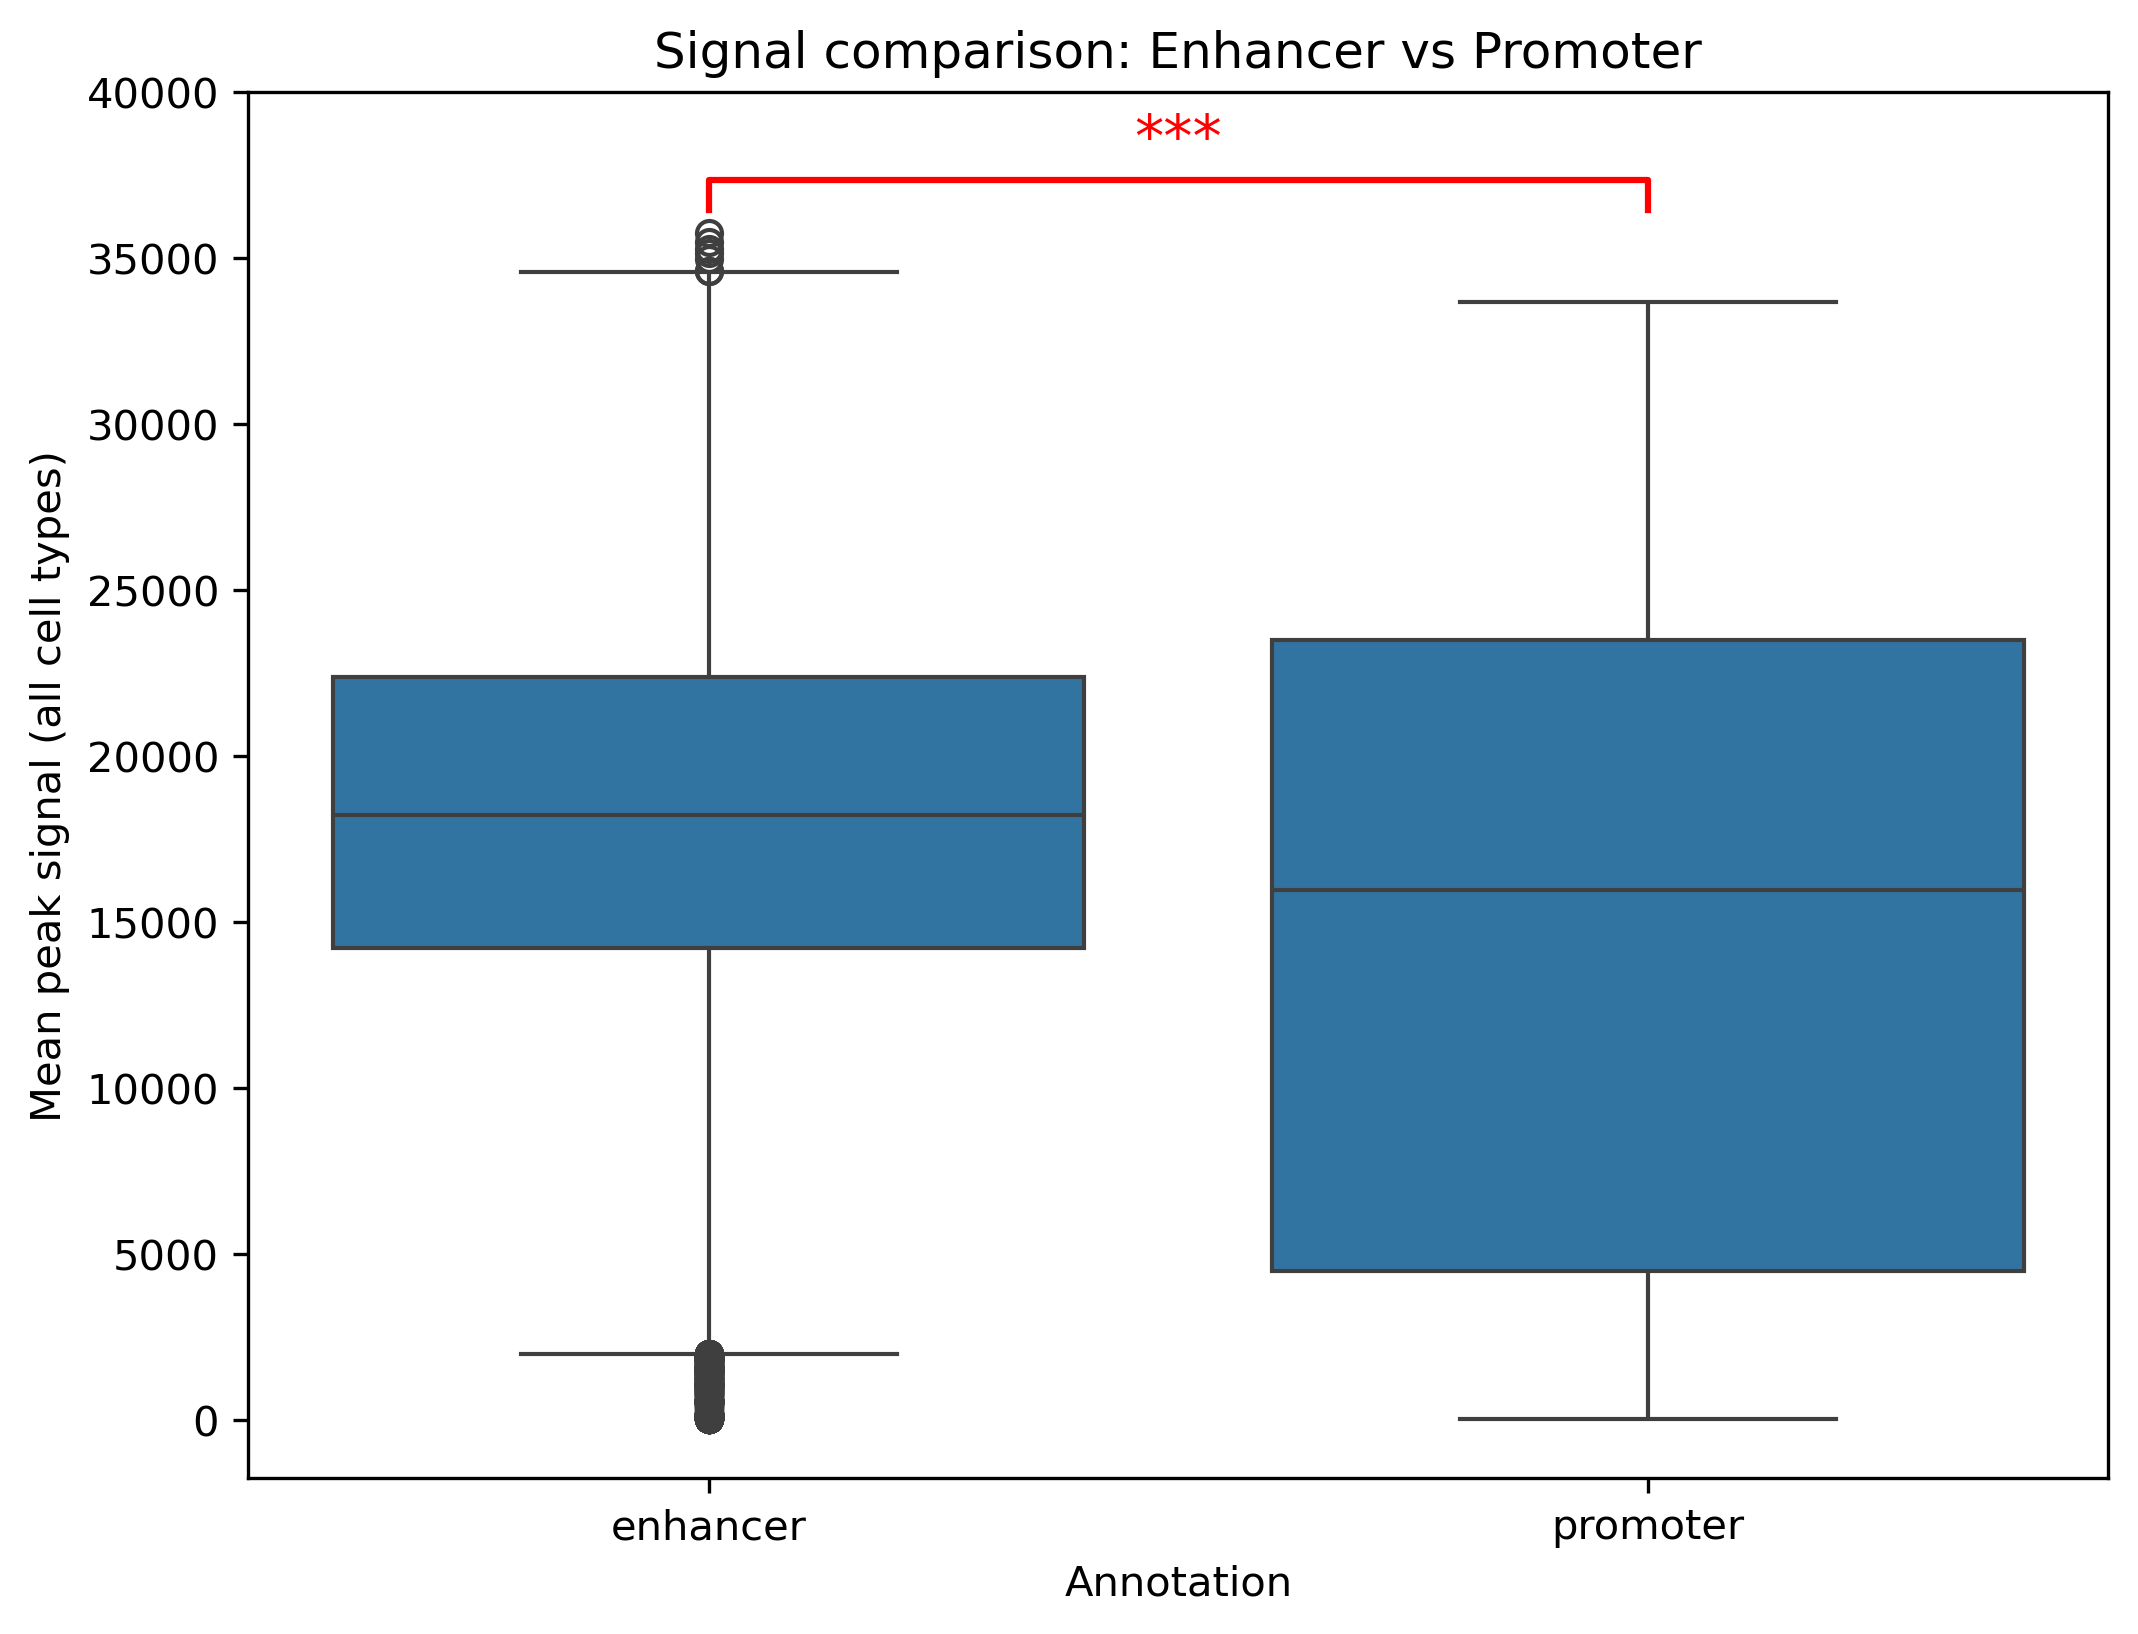 Signal comparison: Enhancer vs Promoter
40000
***
35000
30000
25000
20000
15000
10000
5000
0
Mean peak signal (all cell types)
enhancer promoter
Annotation